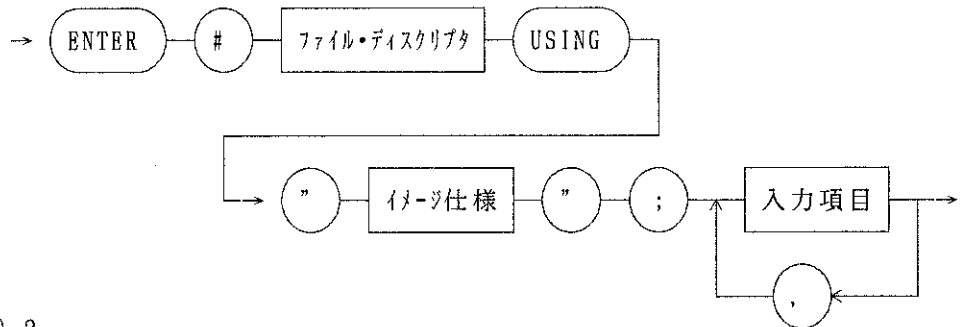 → ENTER # ファイル・ディスクリプタ USING
" イメージ仕様 " ; 入力項目
,